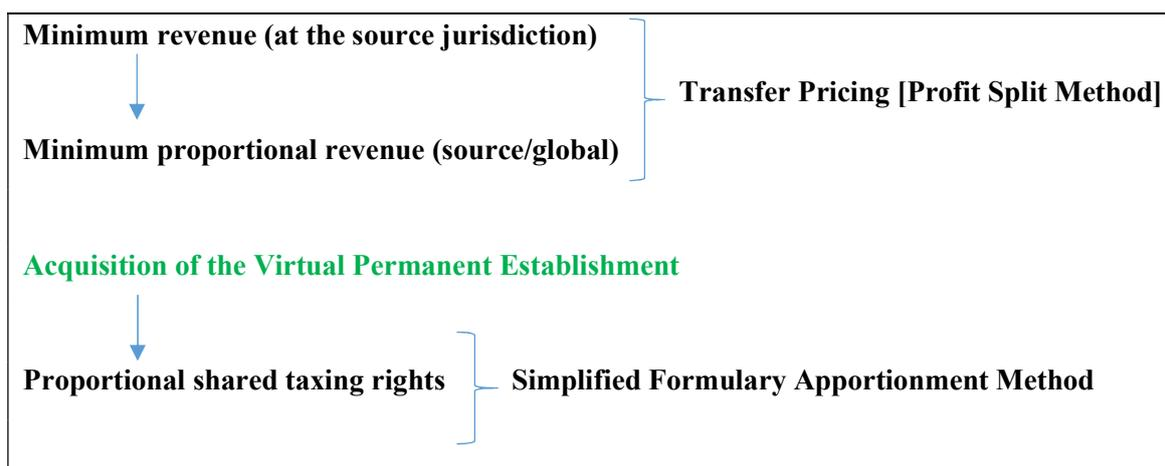 Minimum revenue (at the source jurisdiction)
Transfer Pricing [Profit Split Method]
Minimum proportional revenue (source/global)
Acquisition of the Virtual Permanent Establishment
Proportional shared taxing rights
Simplified Formulary Apportionment Method